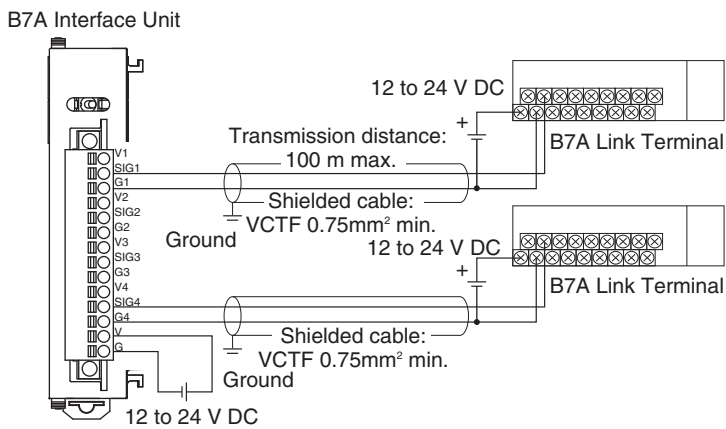 B7A Interface Unit
12 to 24 V DC
+
B7A Link Terminal
Transmission distance:
100 m max.
V1
SIG1
G1
V2
SIG2
G2
V3
SIG3
G3
V4
SIG4
G4
V
G
Shielded cable:
VCTF 0.75mm² min.
Ground
12 to 24 V DC
+
B7A Link Terminal
Shielded cable:
VCTF 0.75mm² min.
Ground
12 to 24 V DC